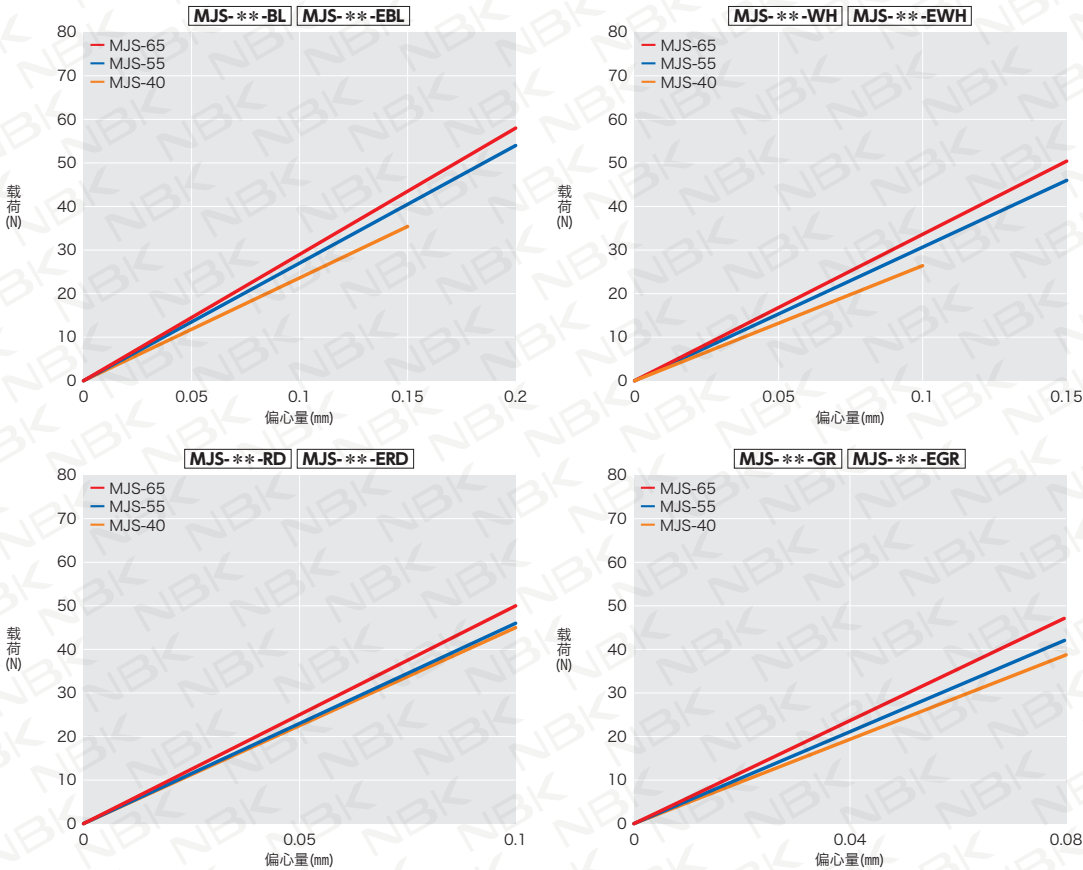 MJS-**-BL MJS-**-EBL
80
70
60
50
40
30
20
10
0
MJS-65
MJS-55
MJS-40
载荷(N)
0 0.05 0.1 0.15 0.2
偏心量(㎜)
MJS-**-WH MJS-**-EWH
80
70
60
50
40
30
20
10
0
MJS-65
MJS-55
MJS-40
载荷(N)
0 0.05 0.1 0.15
偏心量(㎜)
MJS-**-RD MJS-**-ERD
80
70
60
50
40
30
20
10
0
MJS-65
MJS-55
MJS-40
载荷(N)
0 0.05 0.1
偏心量(㎜)
MJS-**-GR MJS-**-EGR
80
70
60
50
40
30
20
10
0
MJS-65
MJS-55
MJS-40
载荷(N)
0 0.04 0.08
偏心量(㎜)
NBK